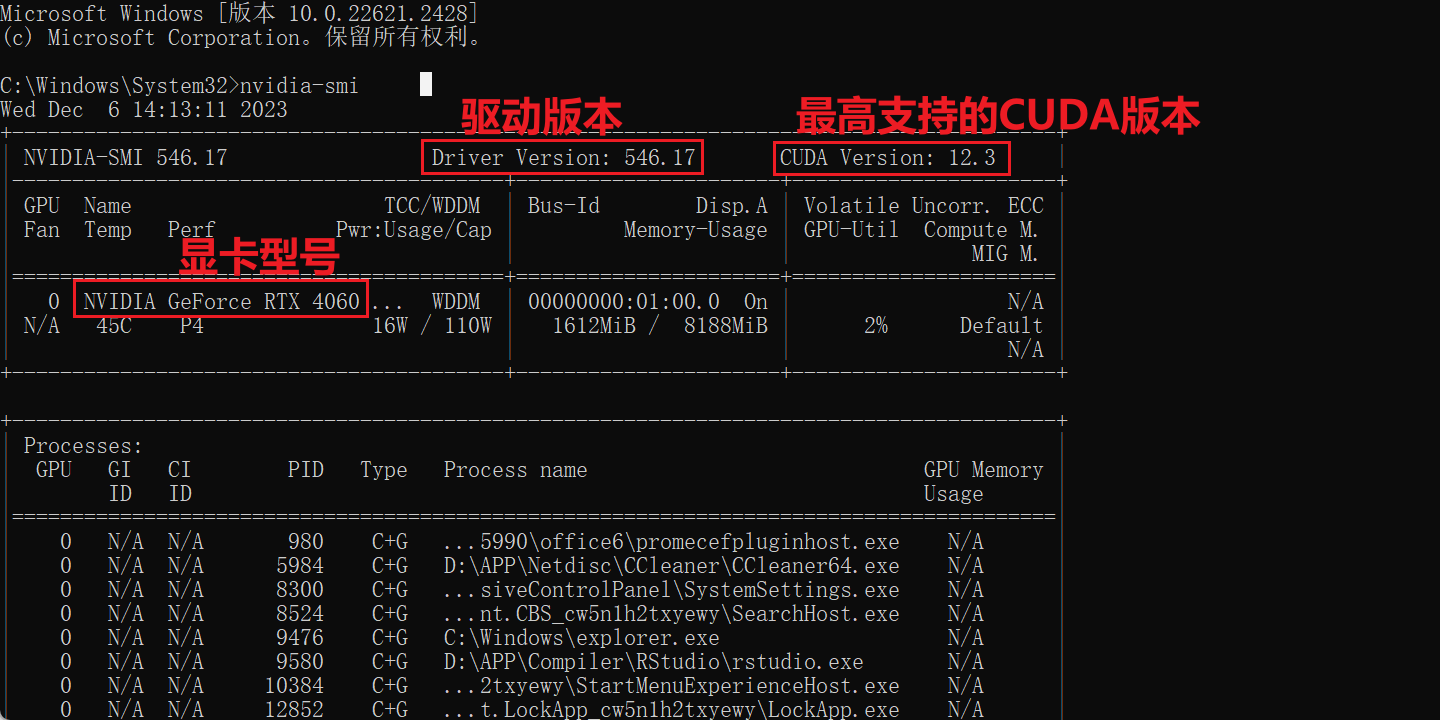 Microsoft Windows [版本 10.0.22621.2428]
(c) Microsoft Corporation。保留所有权利。
C:\Windows\System32>nvidia-smi
Wed Dec  6 14:13:11 2023
驱动版本 最高支持的CUDA版本
NVIDIA-SMI 546.17 Driver Version: 546.17 CUDA Version: 12.3
GPU Name TCC/WDDM Bus-Id Disp.A Volatile Uncorr. ECC
Fan Temp Perf Pwr:Usage/Cap Memory-Usage GPU-Util Compute M.
MIG M.
显卡型号
0 NVIDIA GeForce RTX 4060 ... WDDM 00000000:01:00.0 On N/A
N/A 45C P4 16W / 110W 1612MiB / 8188MiB 2% Default
N/A
Processes:
GPU GI CI PID Type Process name GPU Memory
ID ID Usage
0 N/A N/A 980 C+G ...5990\office6\promecefpluginhost.exe N/A
0 N/A N/A 5984 C+G D:\APP\Netdisc\CCleaner\CCleaner64.exe N/A
0 N/A N/A 8300 C+G ...siveControlPanel\SystemSettings.exe N/A
0 N/A N/A 8524 C+G ...nt.CBS_cw5n1h2txyewy\SearchHost.exe N/A
0 N/A N/A 9476 C+G C:\Windows\explorer.exe N/A
0 N/A N/A 9580 C+G D:\APP\Compiler\RStudio\rstudio.exe N/A
0 N/A N/A 10384 C+G ...2txyewy\StartMenuExperienceHost.exe N/A
0 N/A N/A 12852 C+G ...t.LockApp_cw5n1h2txyewy\LockApp.exe N/A